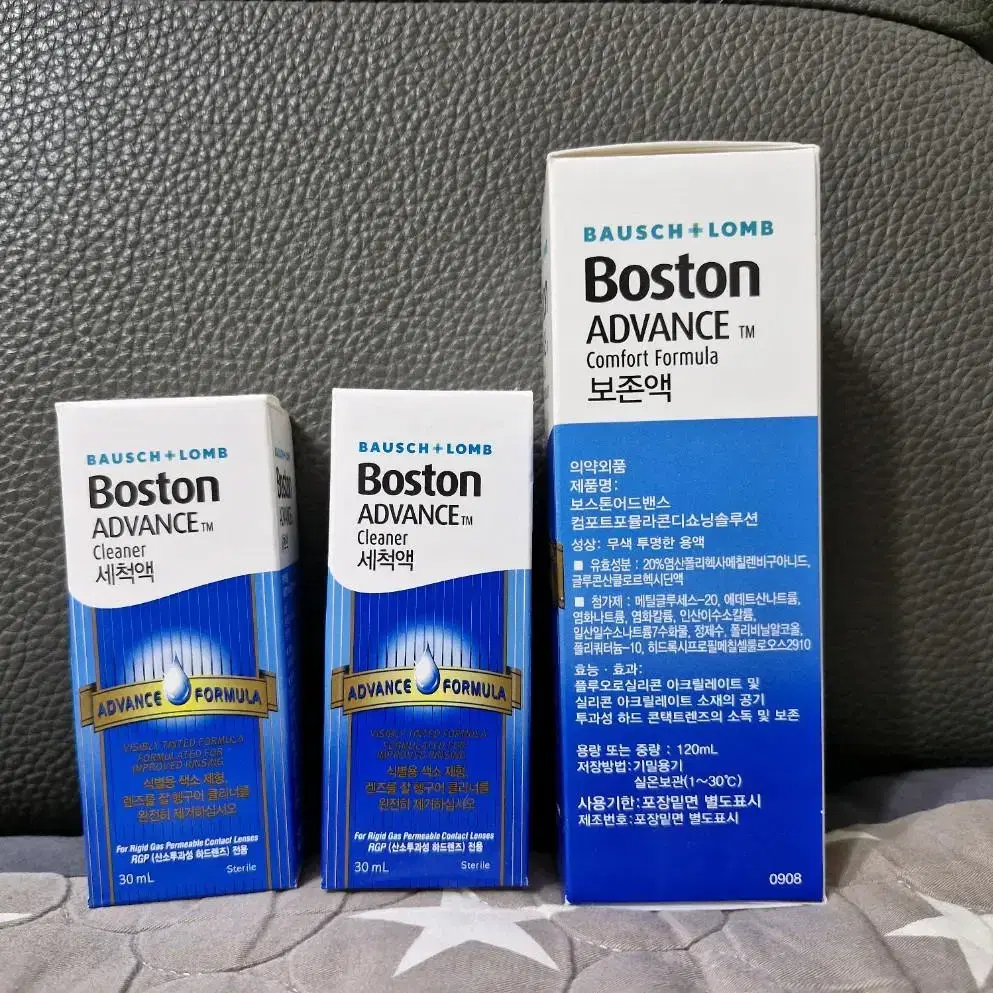 BAUSCH+LOMB
Boston
ADVANCE™
Cleaner
세척액
ADVANCE FORMULA
VISIBLY TINTED FORMULA
FORMULATED FOR
IMPROVED RINSING
식별용 색소 제형,
렌즈를 잘 헹구어 클리너를
완전히 제거하십시오
For Rigid Gas Permeable Contact Lenses
RGP (산소투과성 하드렌즈) 전용
30 mL
Sterile
BAUSCH+LOMB
Boston
ADVANCE™
Cleaner
세척액
ADVANCE FORMULA
VISIBLY TINTED FORMULA
FORMULATED FOR
IMPROVED RINSING
식별용 색소 제형,
렌즈를 잘 헹구어 클리너를
완전히 제거하십시오
For Rigid Gas Permeable Contact Lenses
RGP (산소투과성 하드렌즈) 전용
30 mL
Sterile
BAUSCH+LOMB
Boston
ADVANCE™
Comfort Formula
보존액
의약외품
제품명:
보스톤어드밴스
컴포트포뮬라콘디쇼닝솔루션
성상: 무색 투명한 용액
■ 유효성분 : 20%염산폴리헥사메칠렌비구아니드,
글루콘산클로르헥시딘액
■ 첨가제 : 메틸글루세스-20, 에데트산나트륨,
염화나트륨, 염화칼륨, 인산이수소칼륨,
일산일수소나트륨7수화물, 정제수, 폴리비닐알코올,
폴리쿼터늄-10, 히드록시프로필메칠셀룰로오스2910
효능 · 효과:
플루오로실리콘 아크릴레이트 및
실리콘 아크릴레이트 소재의 공기
투과성 하드 콘택트렌즈의 소독 및 보존
용량 또는 중량 : 120mL
저장방법:기밀용기
실온보관(1~30℃)
사용기한:포장밑면 별도표시
제조번호:포장밑면 별도표시
0908